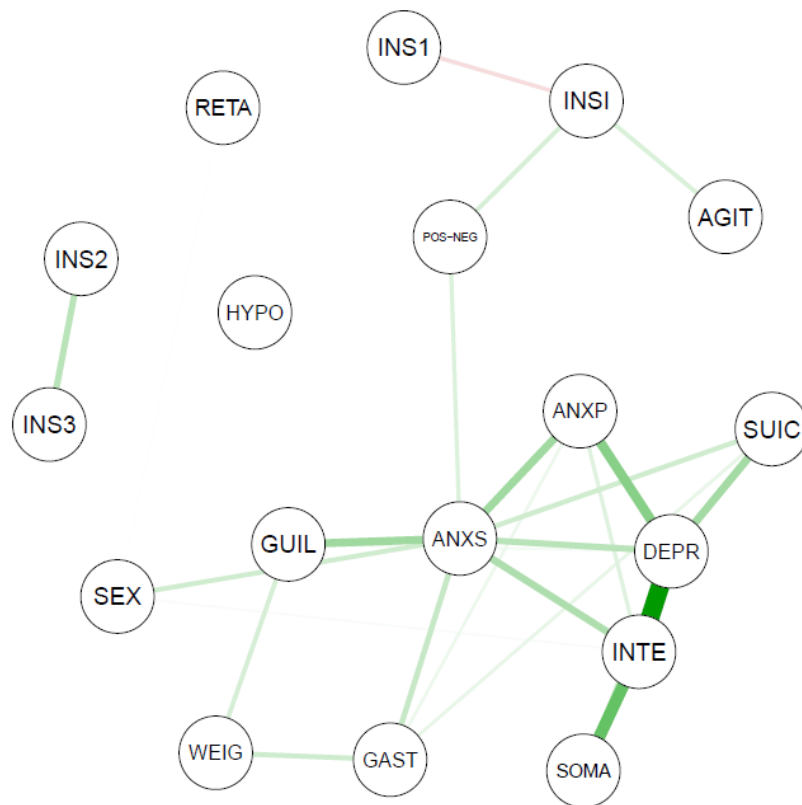 INS1
INSI
RETA
AGIT
POS-NEG
INS2
HYPO
ANXP
INS3
SUIC
GUIL
ANXS
DEPR
SEX
INTE
WEIG
GAST
SOMA